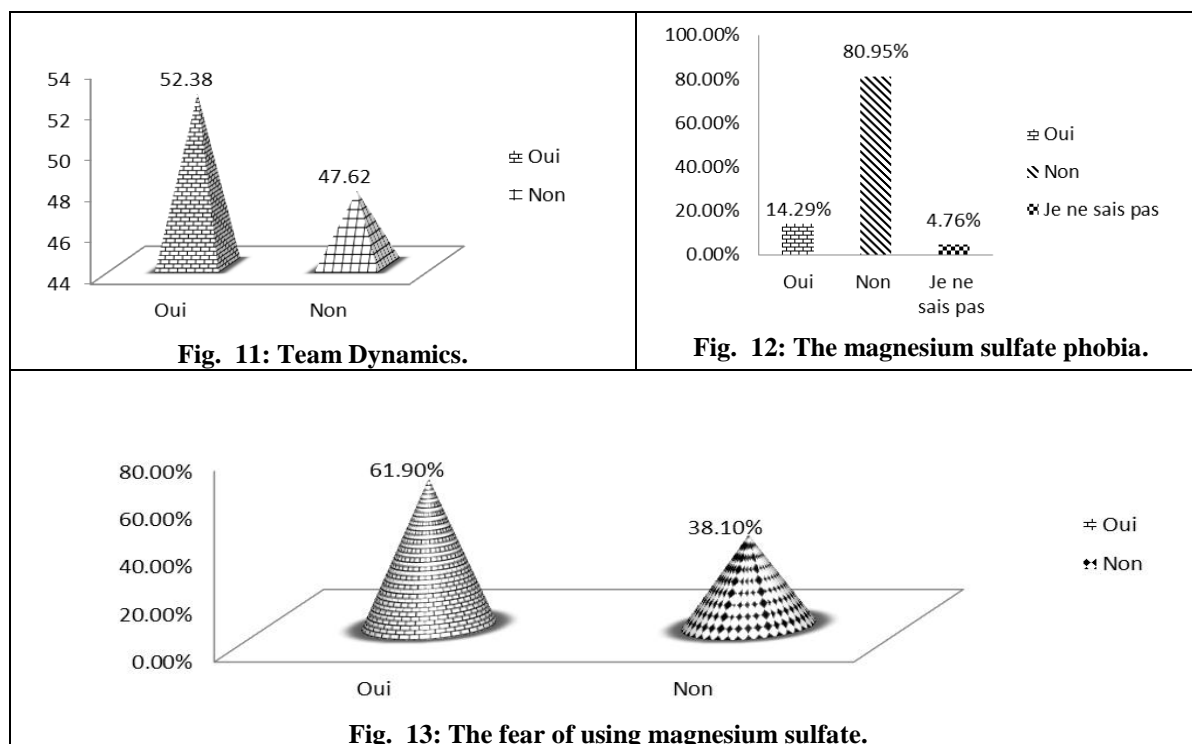 54
52
50
48
46
44
52.38
47.62
Oui
Non
Oui
Non
Fig. 11: Team Dynamics.
100.00%
80.00%
60.00%
40.00%
20.00%
0.00%
14.29%
80.95%
4.76%
Oui
Non
Je ne
sais pas
Oui
Non
Je ne sais pas
Fig. 12: The magnesium sulfate phobia.
80.00%
60.00%
40.00%
20.00%
0.00%
61.90%
38.10%
Oui
Non
Oui
Non
Fig. 13: The fear of using magnesium sulfate.